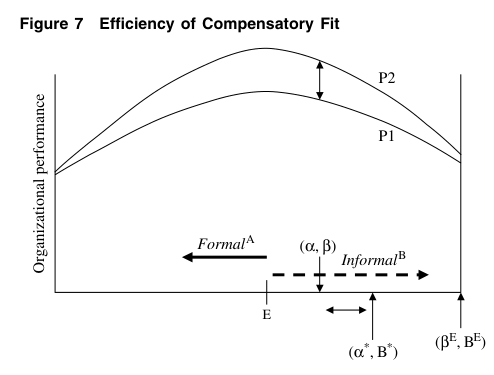 Figure 7 Efficiency of Compensatory Fit
Organizational performance
P2
P1
Formal^A
(α, β)
Informal^B
E
(α*, B*)
(β^E, B^E)